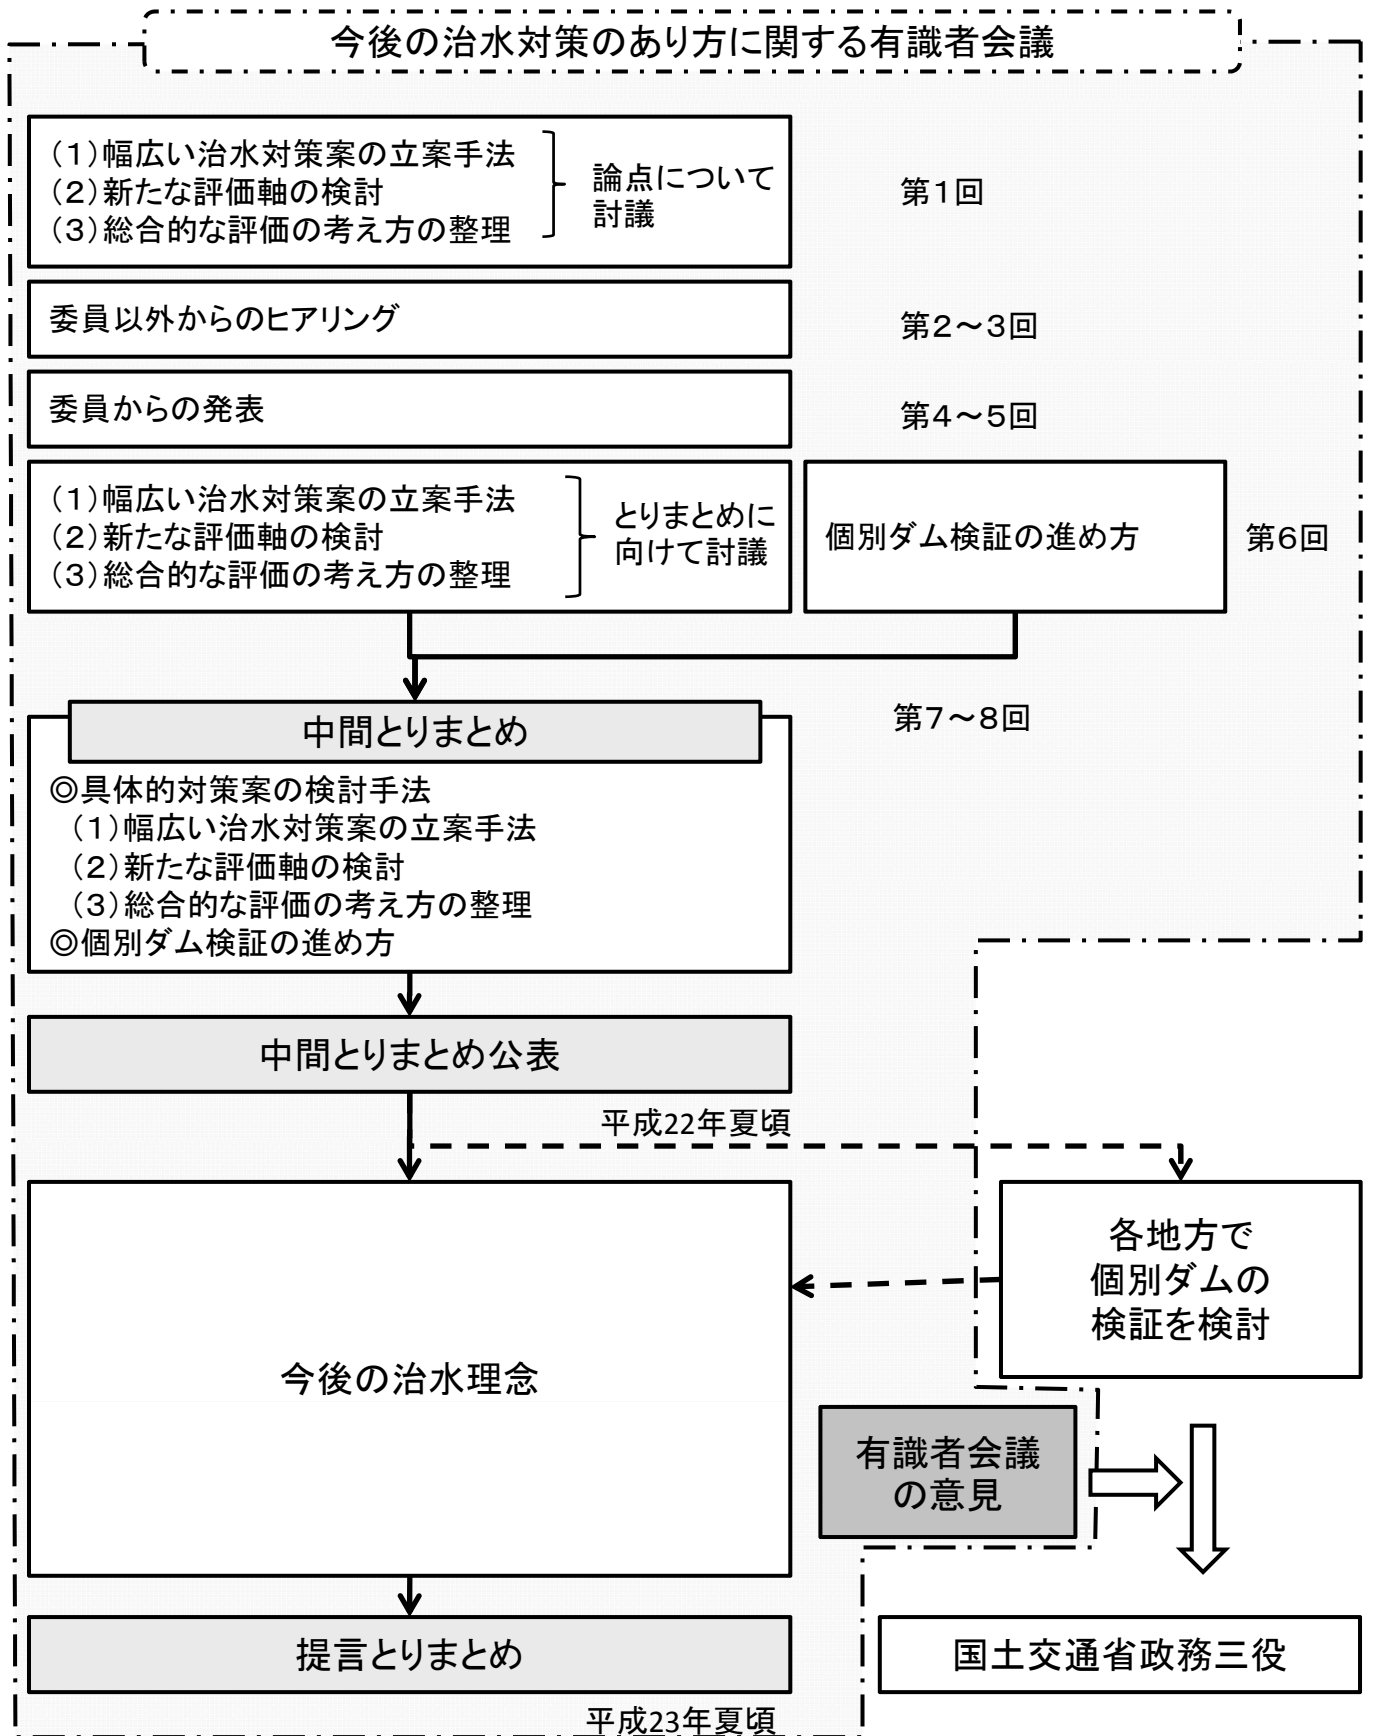 今後の治水対策のあり方に関する有識者会議
(1)幅広い治水対策案の立案手法
(2)新たな評価軸の検討
(3)総合的な評価の考え方の整理
論点について
討議
第1回
委員以外からのヒアリング
第2～3回
委員からの発表
第4～5回
(1)幅広い治水対策案の立案手法
(2)新たな評価軸の検討
(3)総合的な評価の考え方の整理
とりまとめに
向けて討議
個別ダム検証の進め方
第6回
中間とりまとめ
第7～8回
◎具体的対策案の検討手法
(1)幅広い治水対策案の立案手法
(2)新たな評価軸の検討
(3)総合的な評価の考え方の整理
◎個別ダム検証の進め方
中間とりまとめ公表
平成22年夏頃
各地方で
個別ダムの
検証を検討
今後の治水理念
有識者会議
の意見
提言とりまとめ
国土交通省政務三役
平成23年夏頃